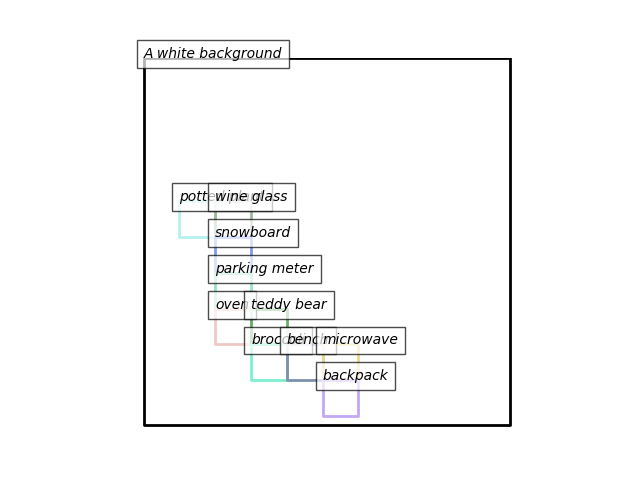 A white background
potted plant
wine glass
snowboard
parking meter
oven
teddy bear
broccoli
bench
microwave
backpack